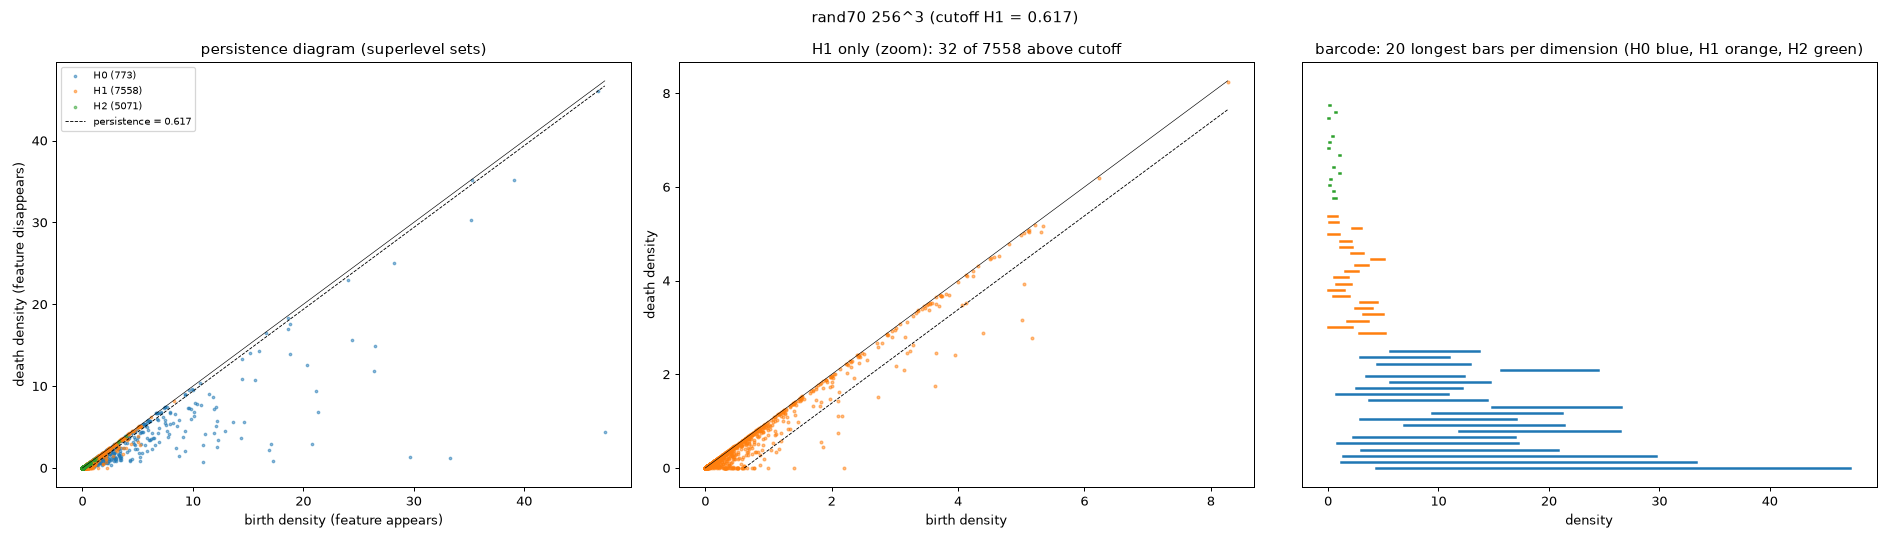 rand70 256^3 (cutoff H1 = 0.617)
persistence diagram (superlevel sets)
H0 (773)
H1 (7558)
H2 (5071)
persistence = 0.617
death density (feature disappears)
40
30
20
10
0
0 10 20 30 40
birth density (feature appears)
H1 only (zoom): 32 of 7558 above cutoff
death density
8
6
4
2
0
0 2 4 6 8
birth density
barcode: 20 longest bars per dimension (H0 blue, H1 orange, H2 green)
0 10 20 30 40
density